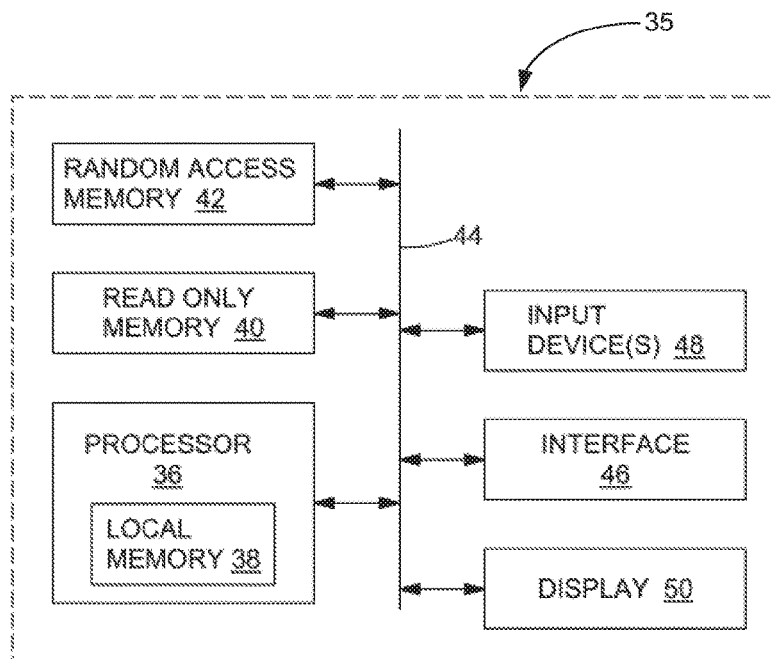 35
RANDOM ACCESS
MEMORY 42
44
READ ONLY
MEMORY 40
INPUT
DEVICE(S) 48
PROCESSOR
36
LOCAL
MEMORY 38
INTERFACE
46
DISPLAY 50